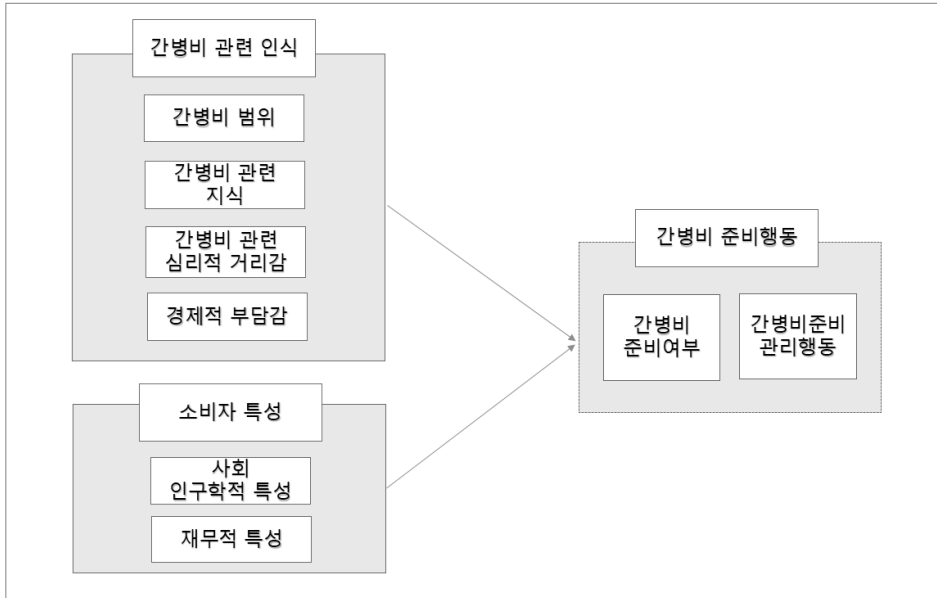 간병비 관련 인식
간병비 범위
간병비 관련
지식
간병비 관련
심리적 거리감
경제적 부담감
소비자 특성
사회
인구학적 특성
재무적 특성
간병비 준비행동
간병비
준비여부
간병비준비
관리행동